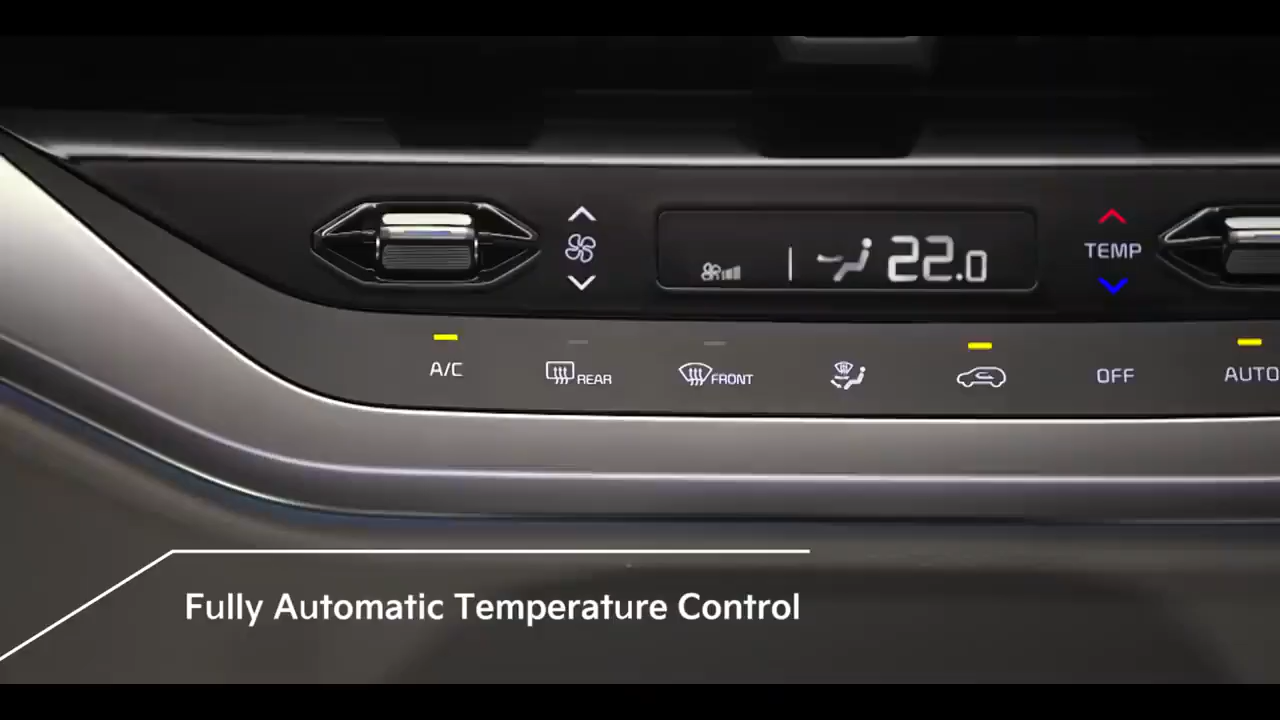 22.0
TEMP
A/C
REAR
FRONT
OFF
AUTO
Fully Automatic Temperature Control